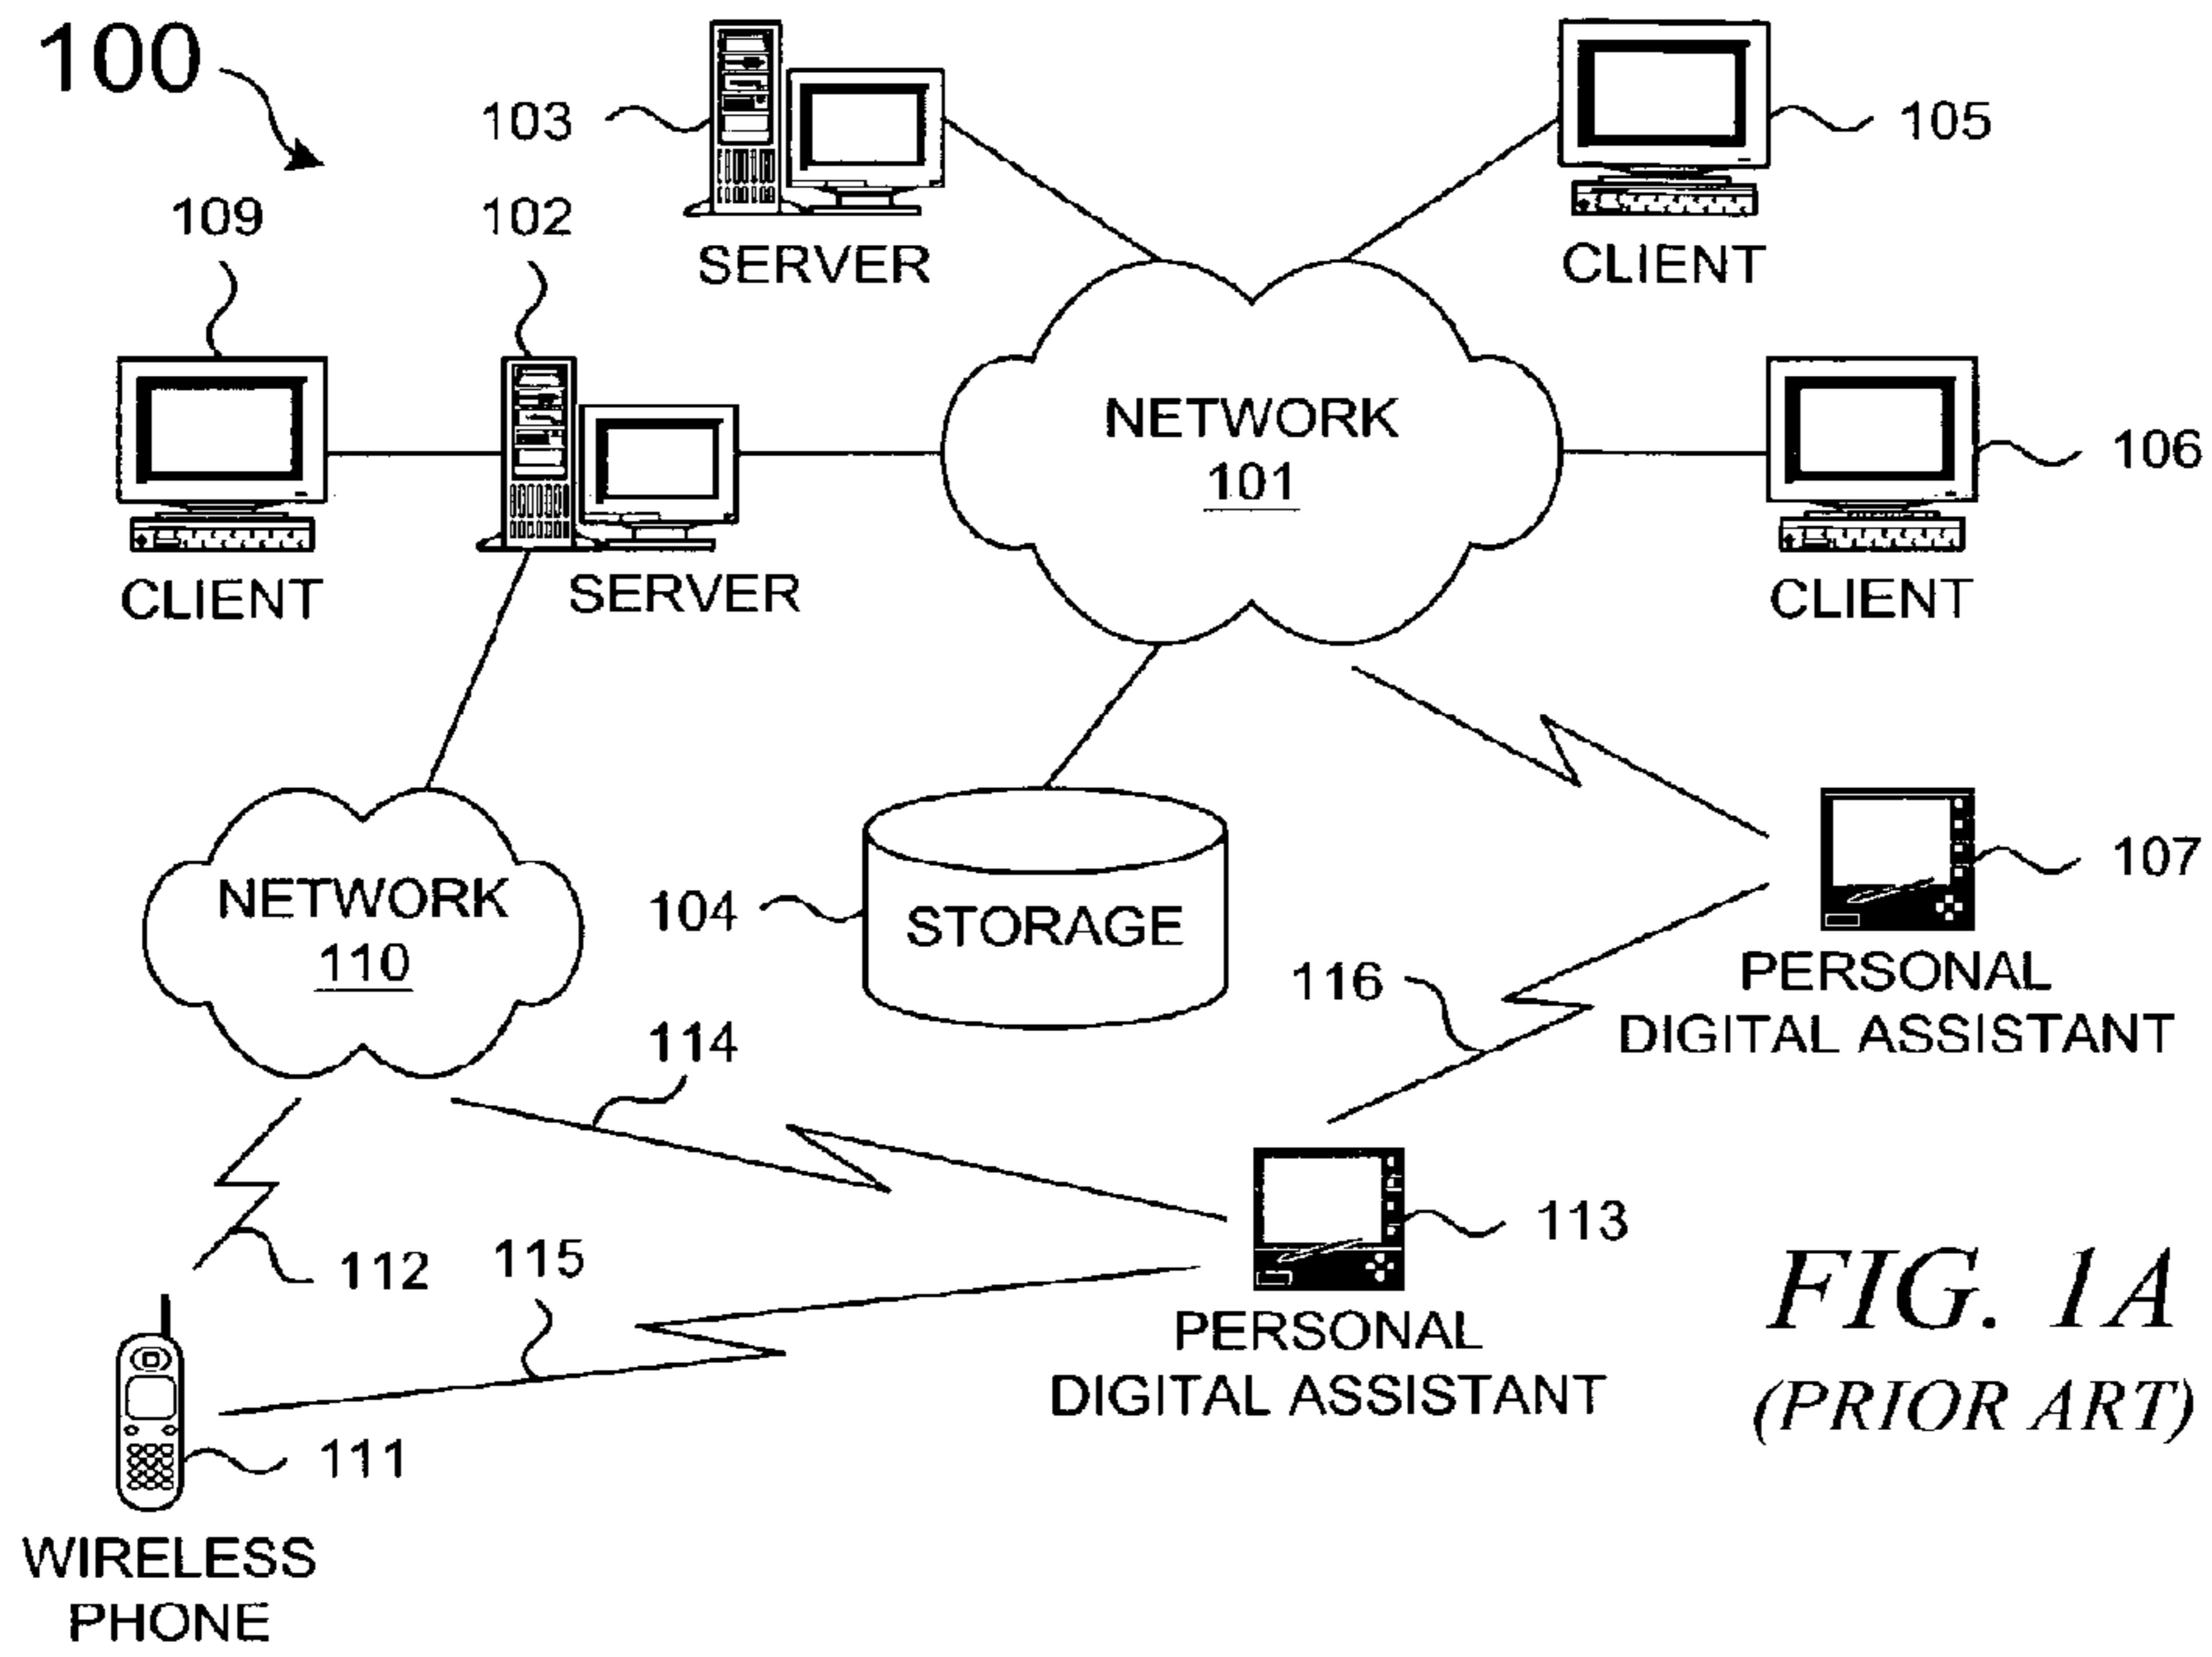 100
103
105
109
102
SERVER
CLIENT
NETWORK
101
106
CLIENT
SERVER
CLIENT
NETWORK
110
104
STORAGE
107
116
PERSONAL
DIGITAL ASSISTANT
114
113
115
112
PERSONAL
DIGITAL ASSISTANT
111
WIRELESS
PHONE
FIG. 1A
(PRIOR ART)